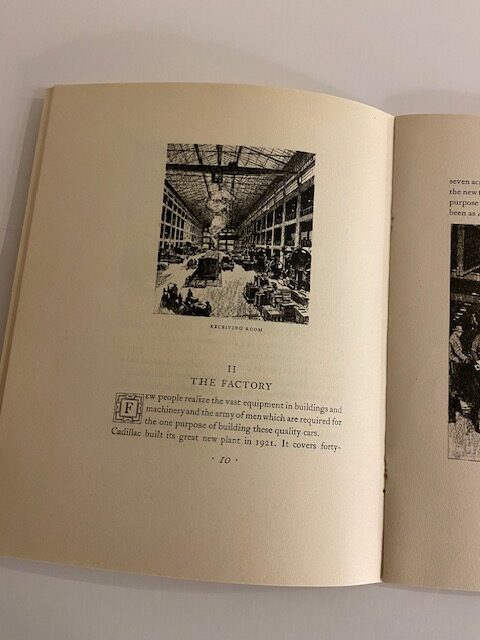 RECEIVING ROOM
II
THE FACTORY
FEW people realize the vast equipment in buildings and
machinery and the army of men which are required for
the one purpose of building these quality cars.
Cadillac built its great new plant in 1921. It covers forty-
· 10 ·
seven ac
the new
purpose
been as